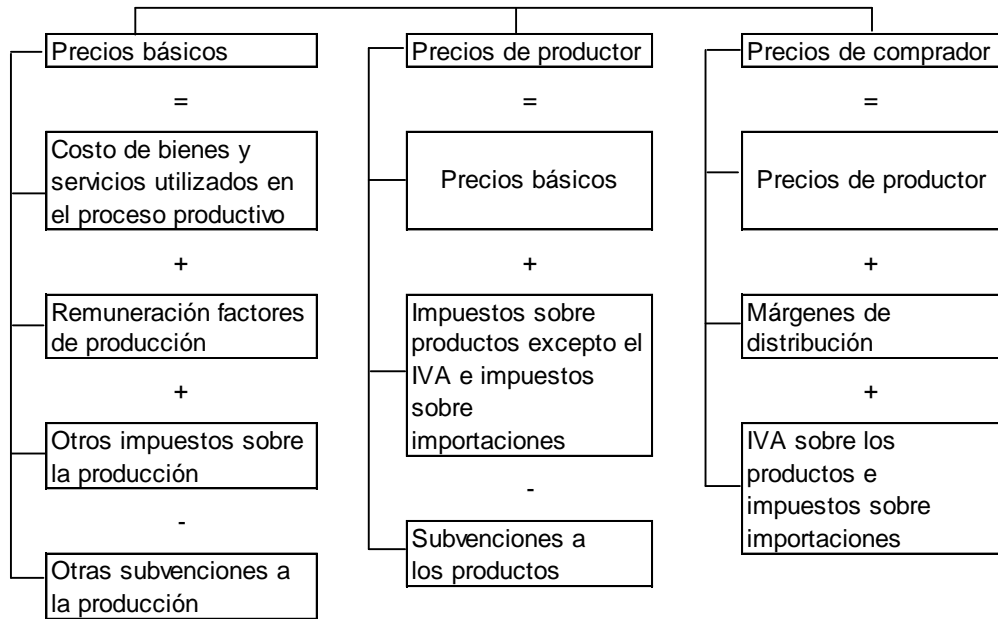 Precios básicos
=
Costo de bienes y
servicios utilizados en
el proceso productivo
+
Remuneración factores
de producción
+
Otros impuestos sobre
la producción
-
Otras subvenciones a
la producción
Precios de productor
=
Precios básicos
+
Impuestos sobre
productos excepto el
IVA e impuestos
sobre
importaciones
-
Subvenciones a
los productos
Precios de comprador
=
Precios de productor
+
Márgenes de
distribución
+
IVA sobre los
productos e
impuestos sobre
importaciones